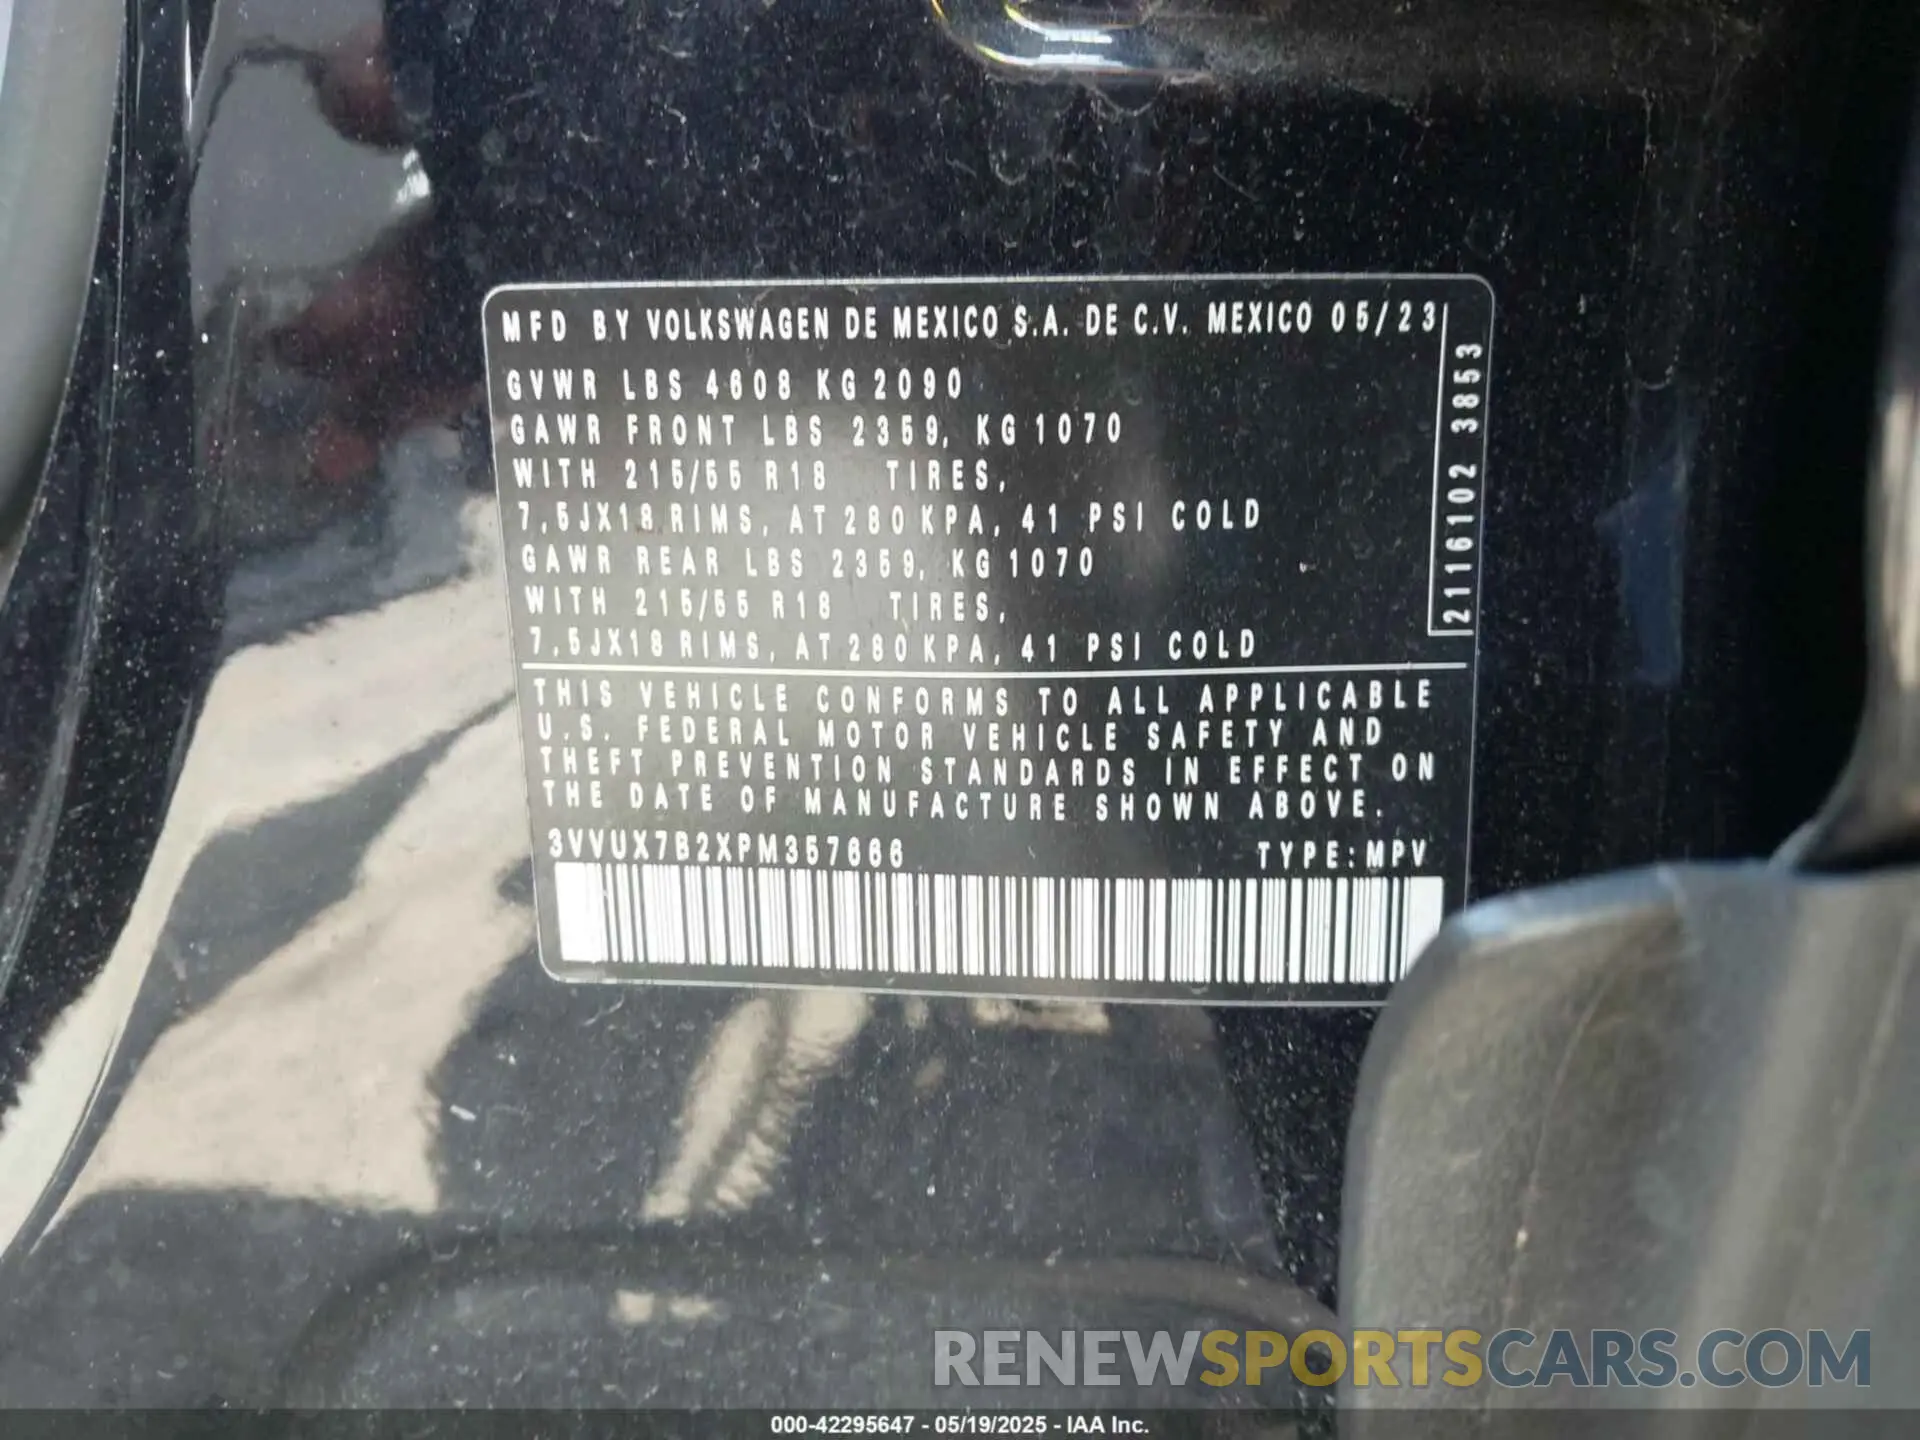 MFD BY VOLKSWAGEN DE MEXICO S.A. DE C.V. MEXICO 05/23
GVWR LBS 4608 KG 2090
GAWR FRONT LBS 2359, KG 1070
WITH 215/55 R18 TIRES,
7,5JX18 RIMS, AT 280 KPA, 41 PSI COLD
GAWR REAR LBS 2359, KG 1070
WITH 215/55 R18 TIRES,
7,5JX18 RIMS, AT 280 KPA, 41 PSI COLD
2116102 3853
THIS VEHICLE CONFORMS TO ALL APPLICABLE
U.S. FEDERAL MOTOR VEHICLE SAFETY AND
THEFT PREVENTION STANDARDS IN EFFECT ON
THE DATE OF MANUFACTURE SHOWN ABOVE.
3VVUX7B2XPM357666 TYPE: MPV
RENEWSPORTSCARS.COM
000-42295647 - 05/19/2025 - IAA Inc.